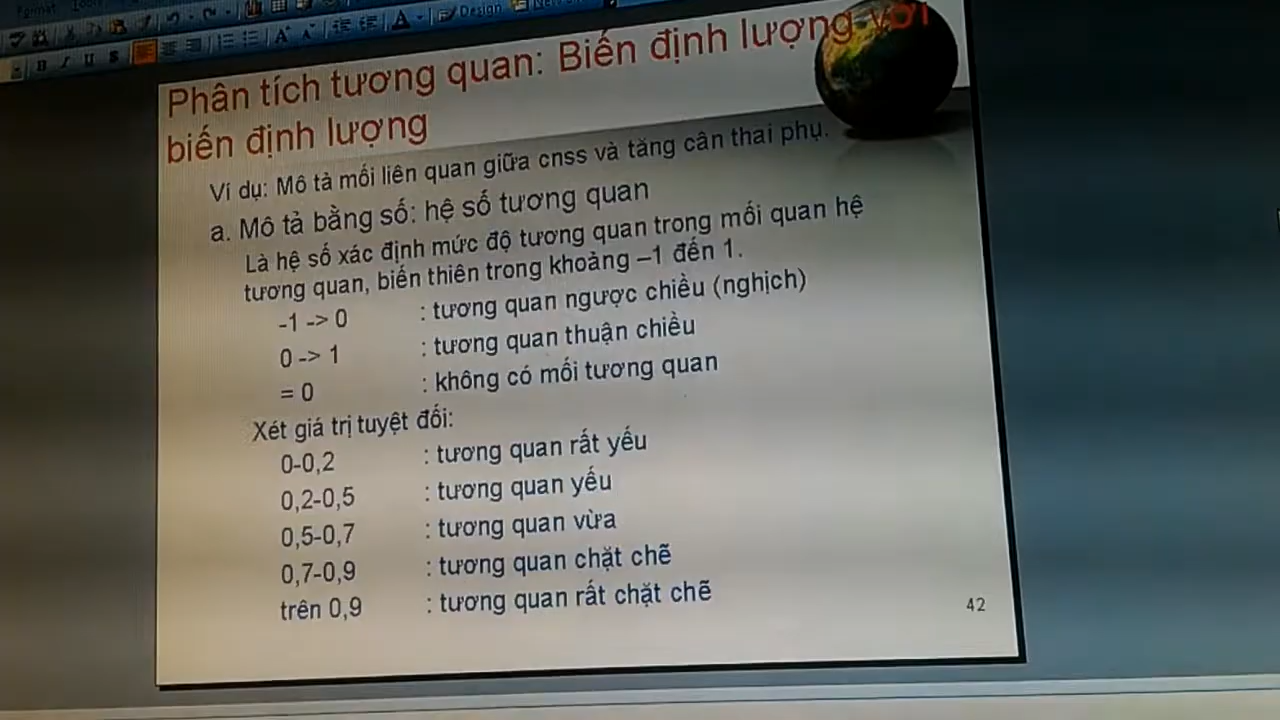 Format
Tools
Design
B I U S
Phân tích tương quan: Biến định lượng với
biến định lượng
Ví dụ: Mô tả mối liên quan giữa cnss và tăng cân thai phụ.
a. Mô tả bằng số: hệ số tương quan
Là hệ số xác định mức độ tương quan trong mối quan hệ
tương quan, biến thiên trong khoảng –1 đến 1.
-1 -> 0 : tương quan ngược chiều (nghịch)
0 -> 1 : tương quan thuận chiều
= 0 : không có mối tương quan
Xét giá trị tuyệt đối:
0-0,2 : tương quan rất yếu
0,2-0,5 : tương quan yếu
0,5-0,7 : tương quan vừa
0,7-0,9 : tương quan chặt chẽ
trên 0,9 : tương quan rất chặt chẽ
42